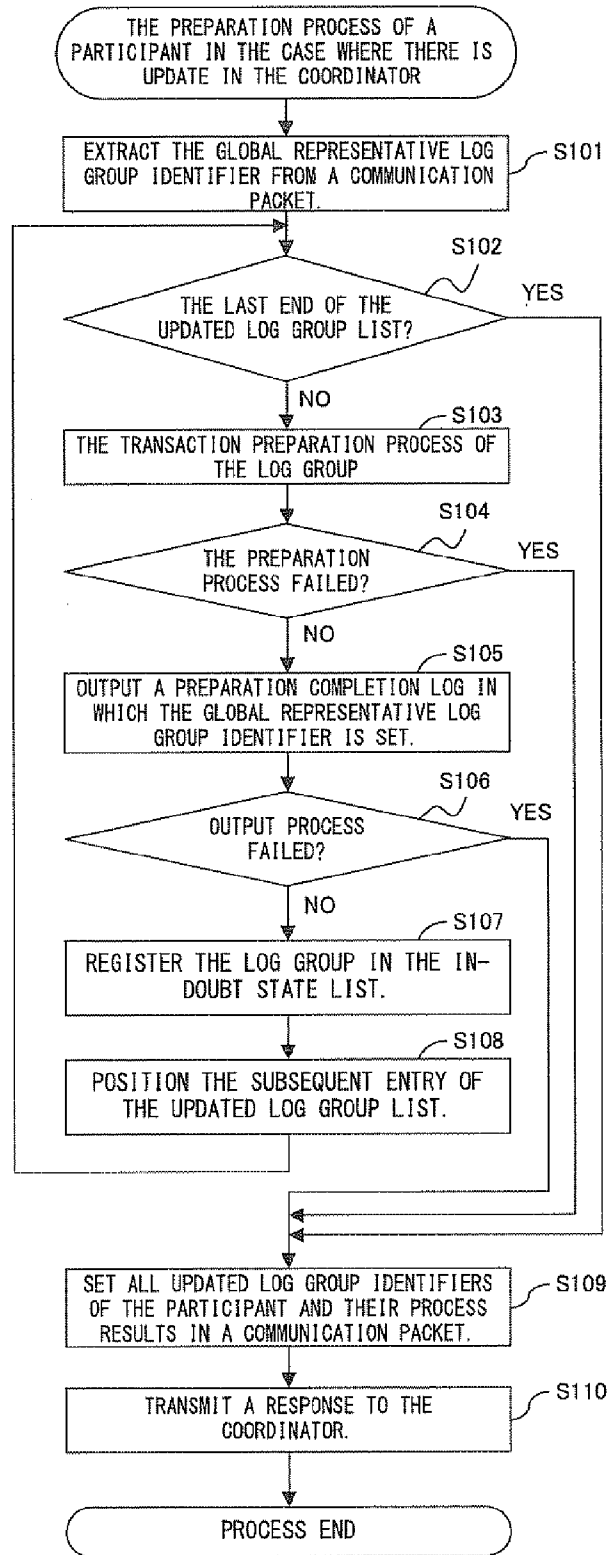 THE PREPARATION PROCESS OF A
PARTICIPANT IN THE CASE WHERE THERE IS
UPDATE IN THE COORDINATOR
EXTRACT THE GLOBAL REPRESENTATIVE LOG
GROUP IDENTIFIER FROM A COMMUNICATION
PACKET.
S101
S102
THE LAST END OF THE
UPDATED LOG GROUP LIST?
YES
NO
S103
THE TRANSACTION PREPARATION PROCESS OF
THE LOG GROUP
S104
THE PREPARATION
PROCESS FAILED?
YES
NO
S105
OUTPUT A PREPARATION COMPLETION LOG IN
WHICH THE GLOBAL REPRESENTATIVE LOG
GROUP IDENTIFIER IS SET.
S106
OUTPUT PROCESS
FAILED?
YES
NO
S107
REGISTER THE LOG GROUP IN THE IN-
DOUBT STATE LIST.
S108
POSITION THE SUBSEQUENT ENTRY OF
THE UPDATED LOG GROUP LIST.
SET ALL UPDATED LOG GROUP IDENTIFIERS
OF THE PARTICIPANT AND THEIR PROCESS
RESULTS IN A COMMUNICATION PACKET.
S109
TRANSMIT A RESPONSE TO THE
COORDINATOR.
S110
PROCESS END